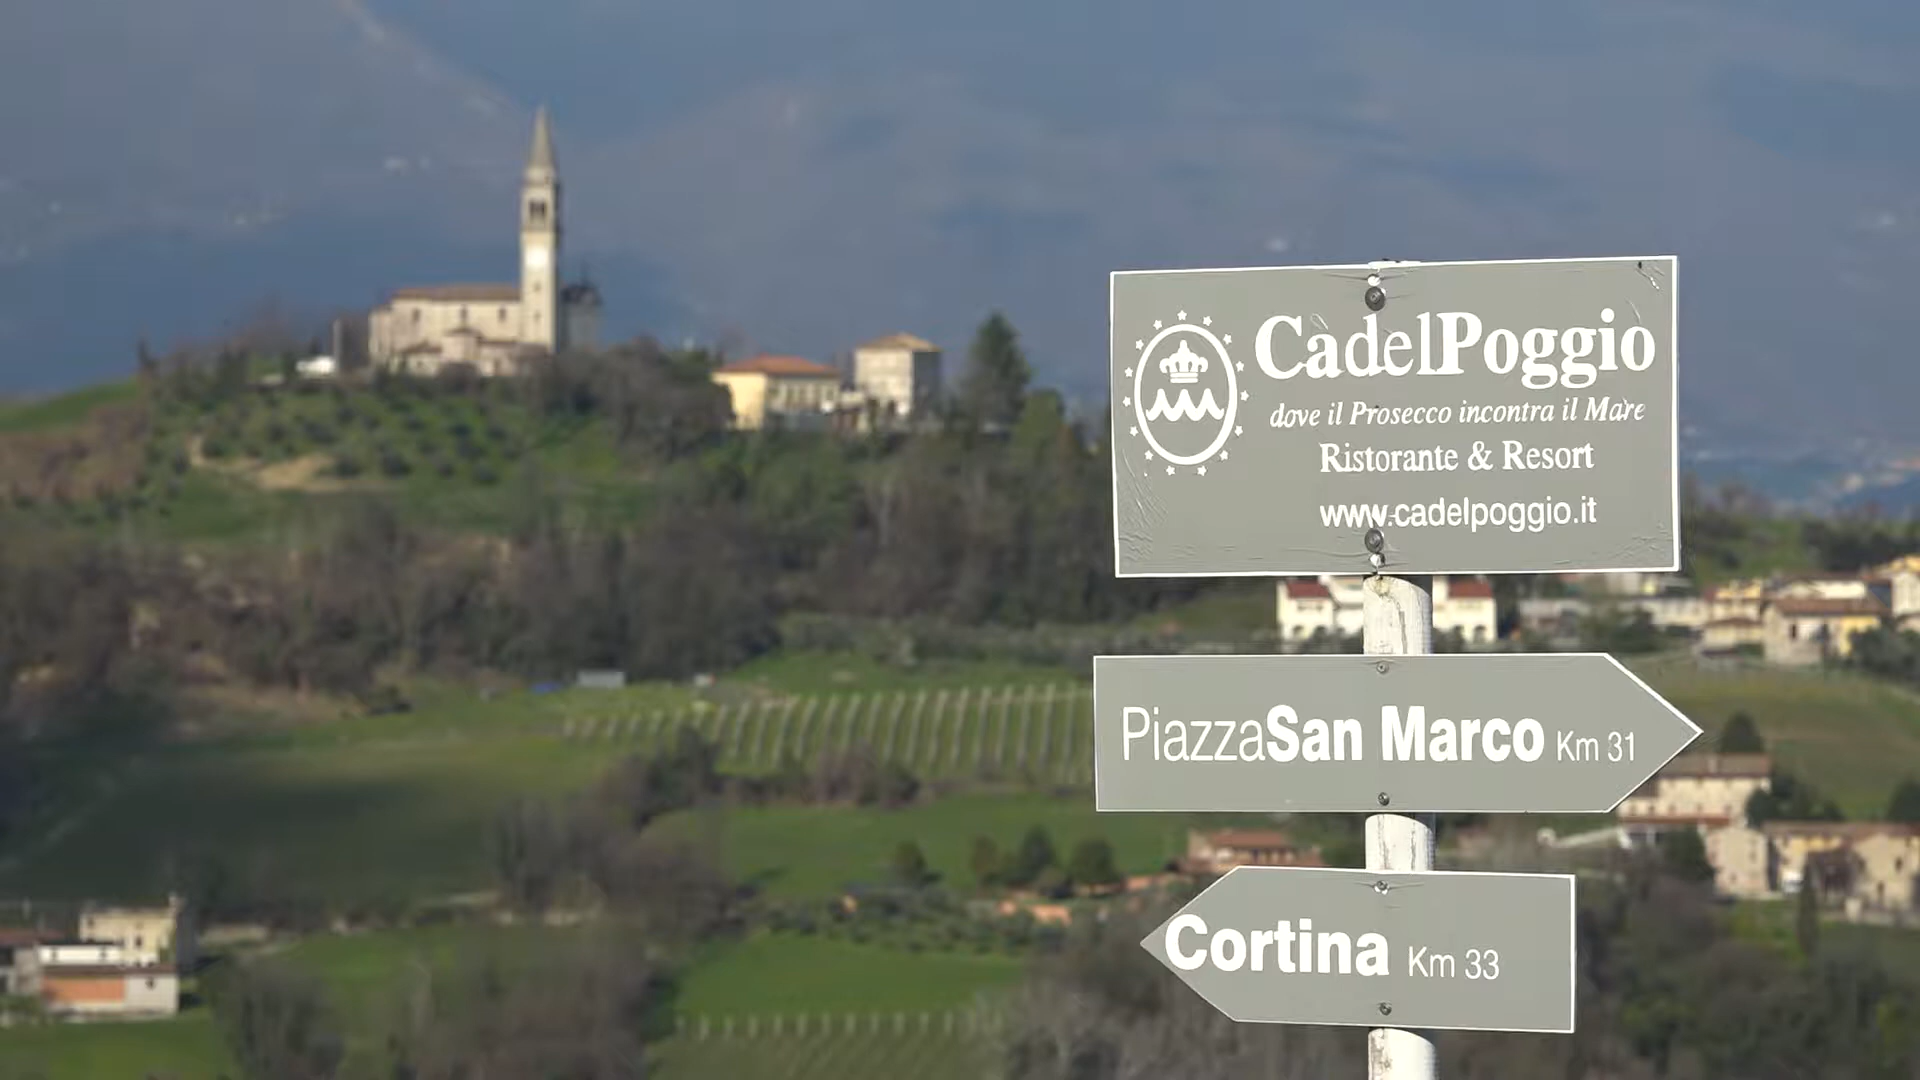 CadelPoggio
dove il Prosecco incontra il Mare
Ristorante & Resort
www.cadelpoggio.it
PiazzaSan Marco Km 31
Cortina Km 33